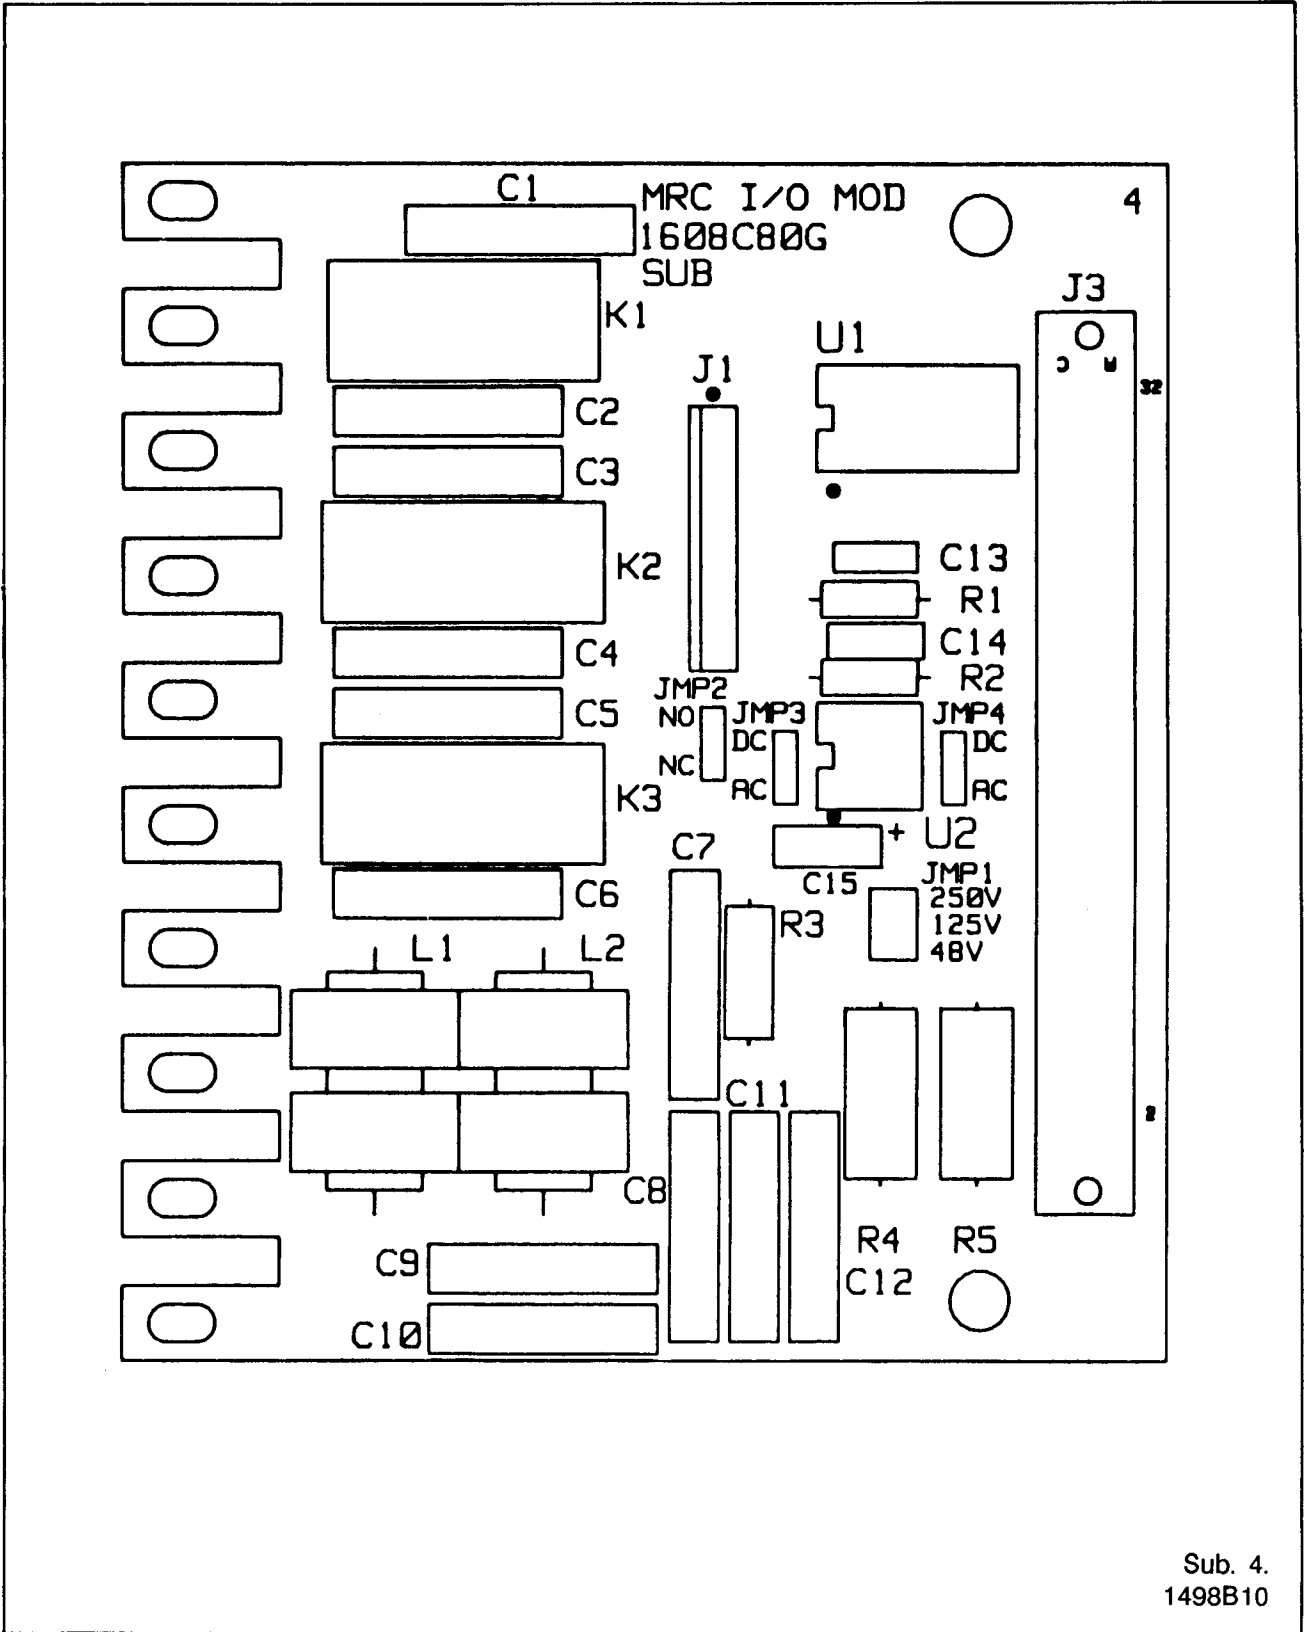 C1
MRC I/O MOD
1608C80G
SUB
4
J3
K1
U1
J1
C M
32
C2
C3
K2
C13
R1
C14
R2
C4
C5
JMP2
NO
NC
JMP3
DC
AC
JMP4
DC
AC
K3
+ U2
C7
C15
JMP1
250V
125V
48V
C6
R3
L1 L2
C11
2
C8
R4 R5
C9
C12
C10
Sub. 4.
1498B10